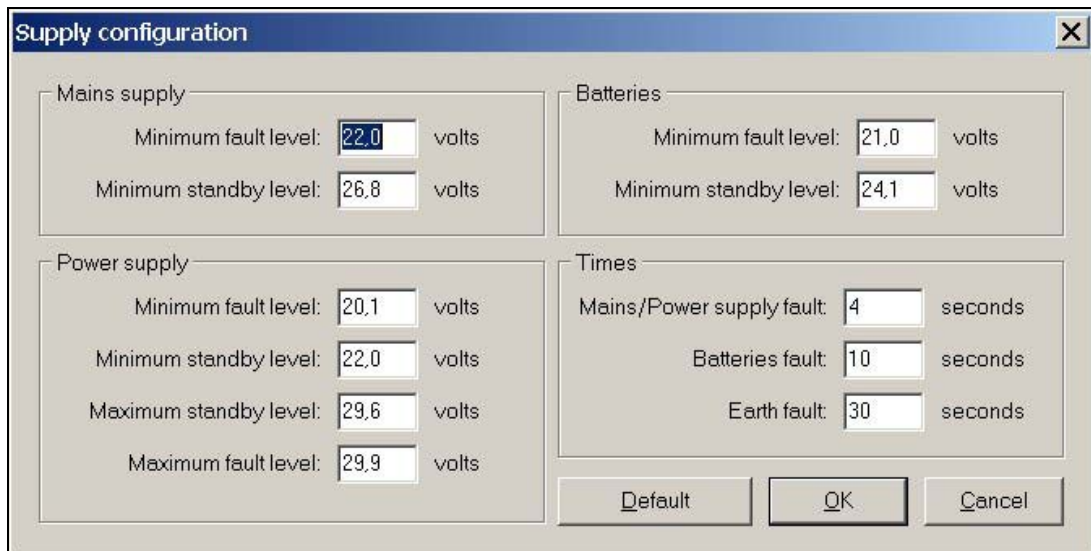 Supply configuration
Mains supply
Minimum fault level: 22,0 volts
Minimum standby level: 26,8 volts
Batteries
Minimum fault level: 21,0 volts
Minimum standby level: 24,1 volts
Power supply
Minimum fault level: 20,1 volts
Minimum standby level: 22,0 volts
Maximum standby level: 29,6 volts
Maximum fault level: 29,9 volts
Times
Mains/Power supply fault: 4 seconds
Batteries fault: 10 seconds
Earth fault: 30 seconds
Default OK Cancel